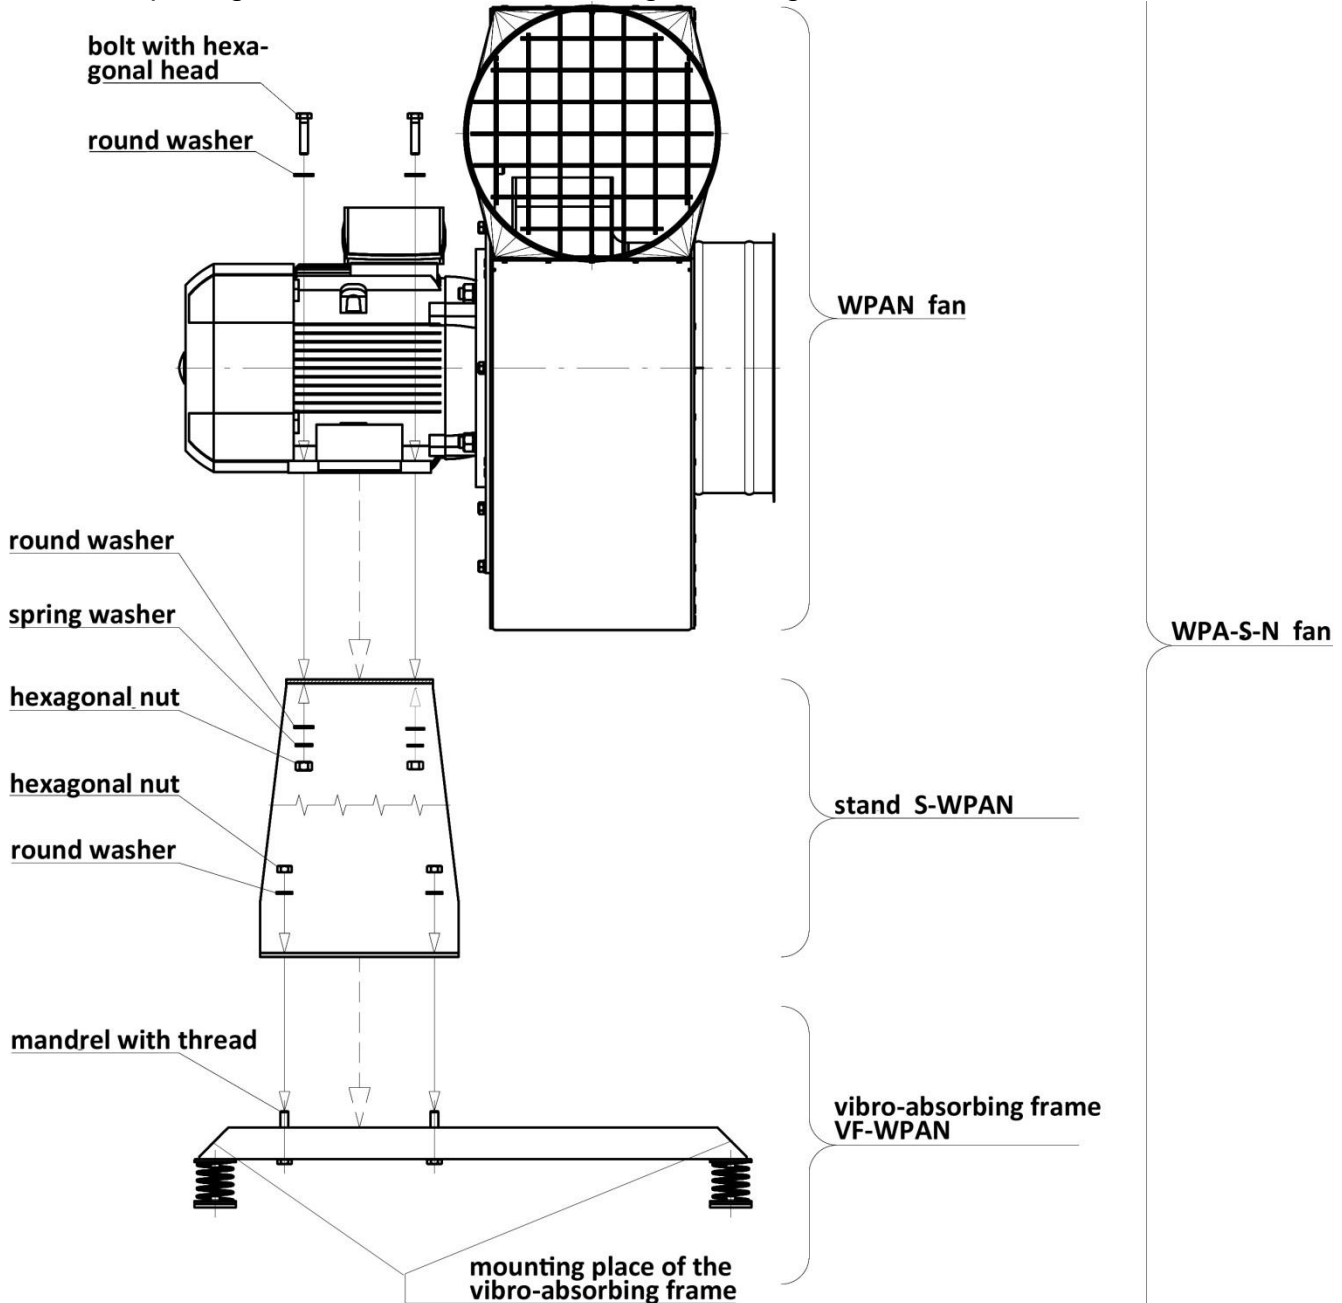 bolt with hexa-
gonal head
round washer
WPAN fan
round washer
spring washer
WPA-S-N fan
hexagonal nut
hexagonal nut
stand S-WPAN
round washer
mandrel with thread
vibro-absorbing frame
VF-WPAN
mounting place of the
vibro-absorbing frame